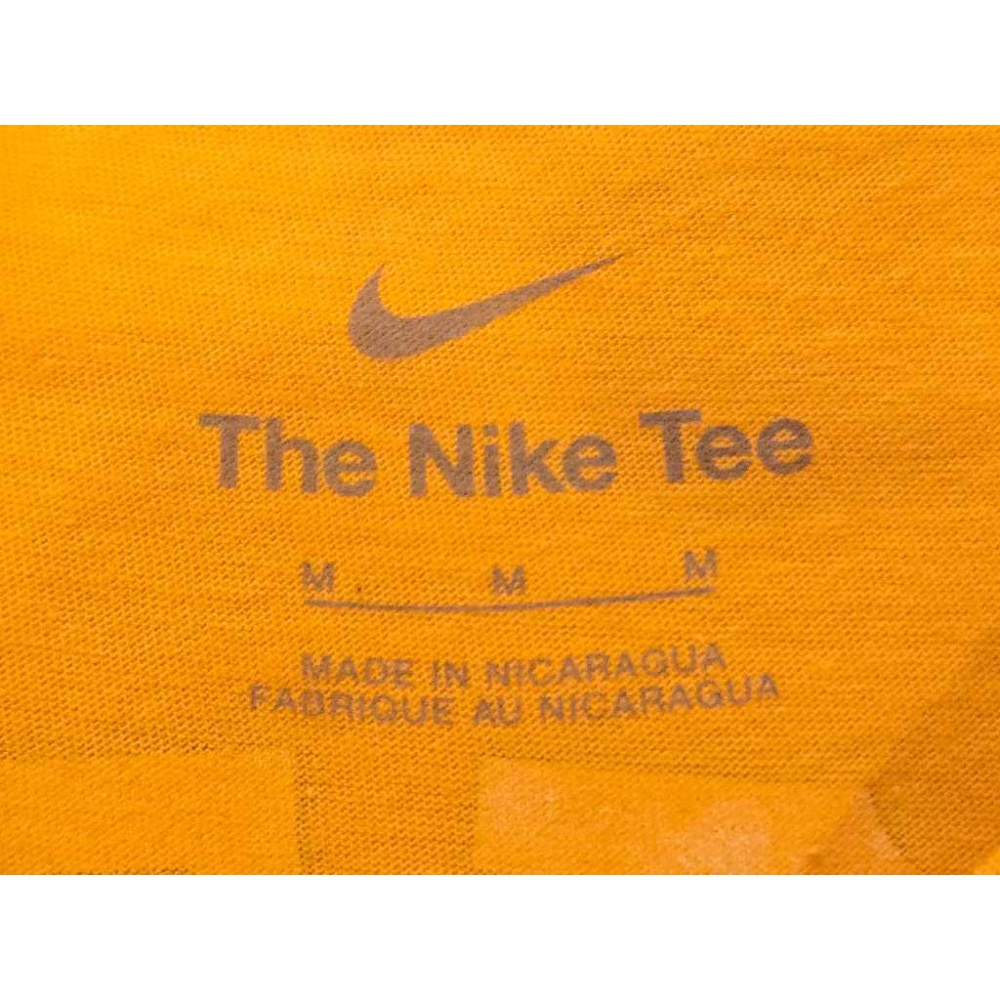 The Nike Tee
M M M
MADE IN NICARAGUA
FABRIQUE AU NICARAGUA